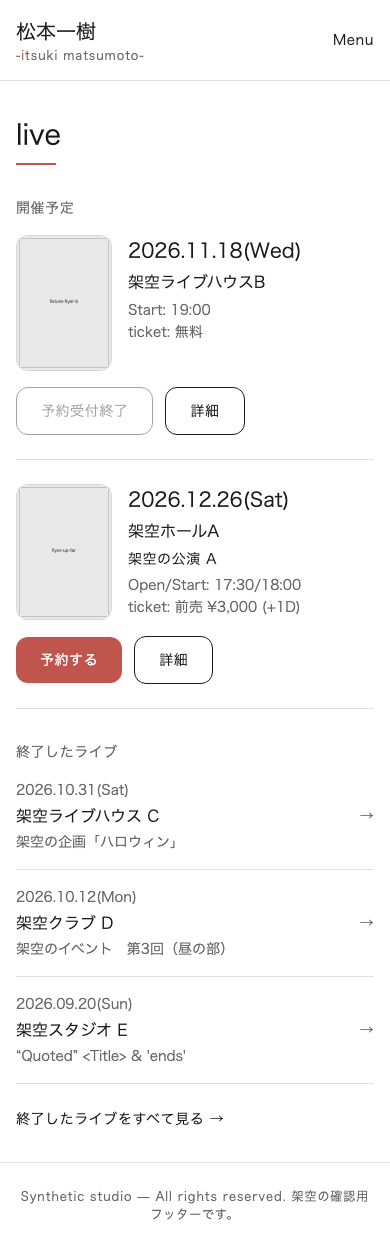 松本一樹
-itsuki matsumoto-
Menu
live
開催予定
fixture-flyer-b
2026.11.18(Wed)
架空ライブハウスB
Start: 19:00
ticket: 無料
予約受付終了
詳細
flyer-up-far
2026.12.26(Sat)
架空ホールA
架空の公演 A
Open/Start: 17:30/18:00
ticket: 前売 ¥3,000 (+1D)
予約する
詳細
終了したライブ
2026.10.31(Sat)
架空ライブハウス C
→
架空の企画「ハロウィン」
2026.10.12(Mon)
架空クラブ D
→
架空のイベント　第3回（昼の部）
2026.09.20(Sun)
架空スタジオ E
→
“Quoted” <Title> & 'ends'
終了したライブをすべて見る →
Synthetic studio — All rights reserved. 架空の確認用
フッターです。